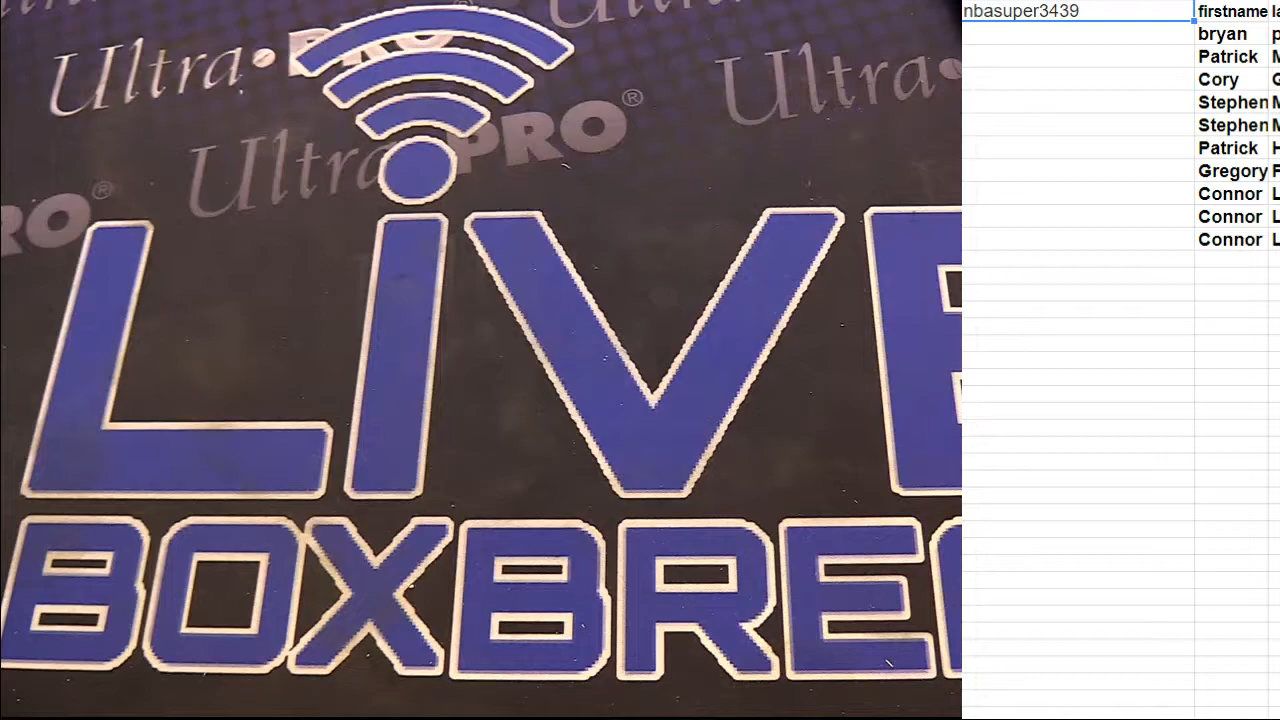 Ultra•PRO®
Ultra
Ultra PRO®
Ultra
RO®
LiVE
BOXBRE
nbasuper3439
firstname
bryan
Patrick
Cory
Stephen
Stephen
Patrick
Gregory
Connor
Connor
Connor